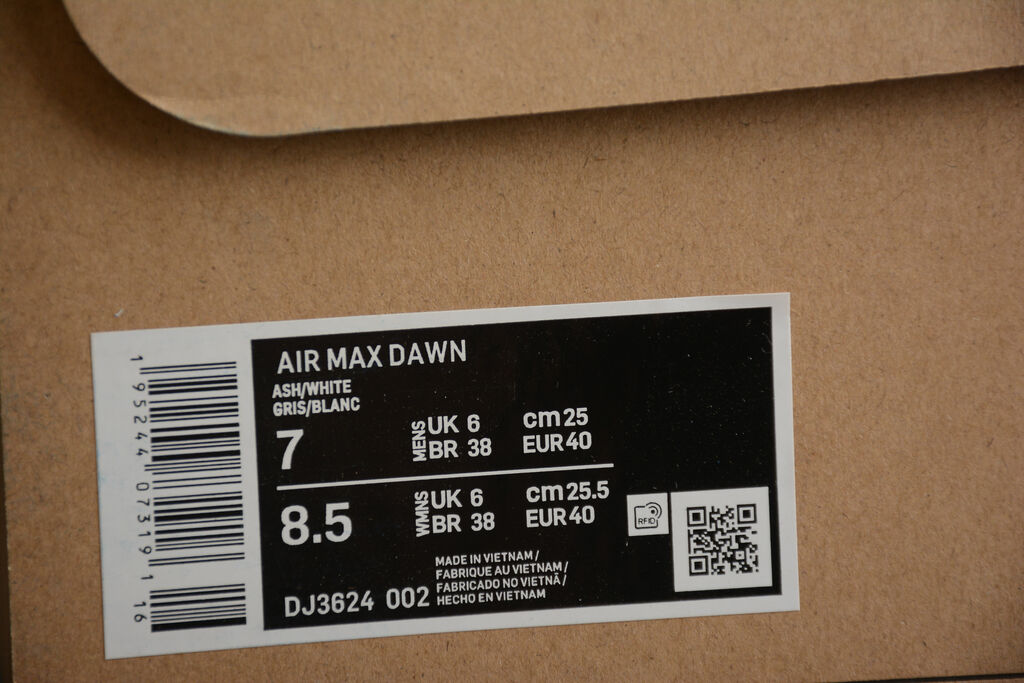 1 95244 07319 1 16
AIR MAX DAWN
ASH/WHITE
GRIS/BLANC
7
MENS
UK 6
BR 38
cm 25
EUR 40
8.5
WMNS
UK 6
BR 38
cm 25.5
EUR 40
RFID
MADE IN VIETNAM/
FABRIQUE AU VIETNAM/
FABRICADO NO VIETNÃ/
HECHO EN VIETNAM
DJ3624 002